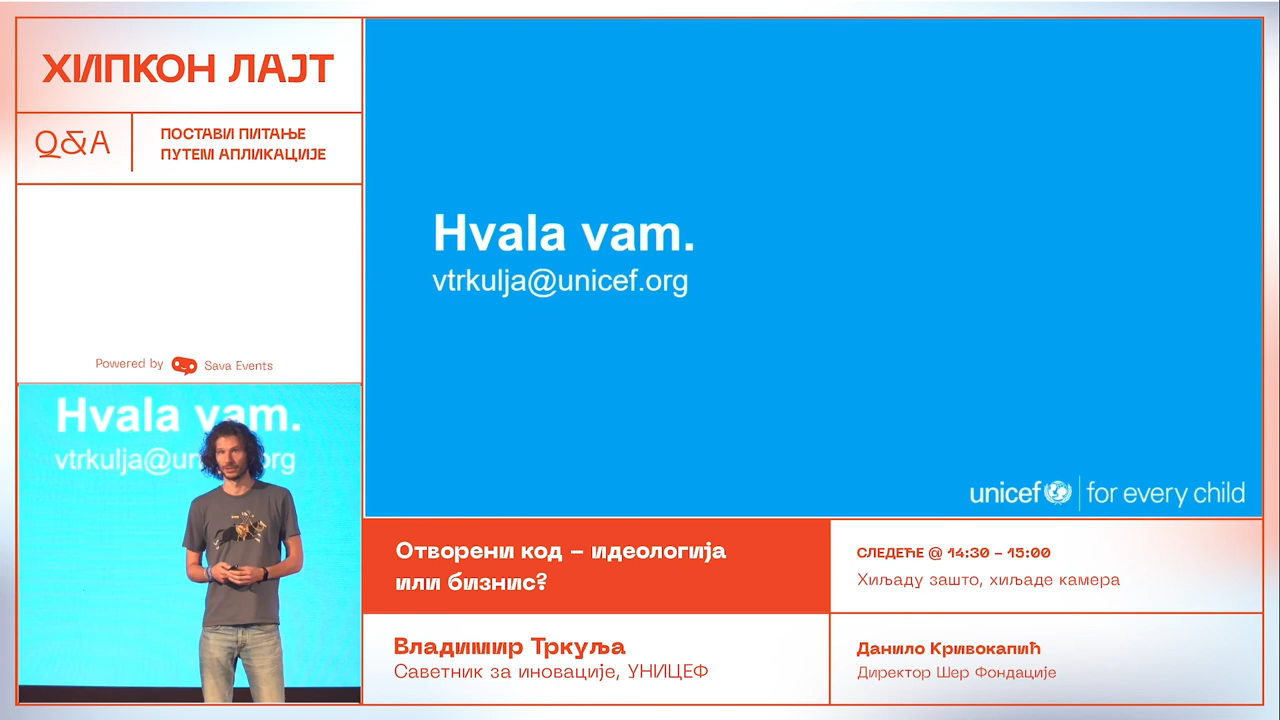 ХИПКОН ЛАЈТ
Q&A
ПОСТАВИ ПИТАЊЕ
ПУТЕМ АПЛИКАЦИЈЕ
Powered by Sava Events
Hvala vam.
vtrkulja@unicef.org
unicef for every child
Hvala vam.
vtrkulja@un org
Отворени код – идеологија
или бизнис?
Владимир Тркуља
Саветник за иновације, УНИЦЕФ
СЛЕДЕЋЕ @ 14:30 – 15:00
Хиљаду зашто, хиљаде камера
Данило Кривокапић
Директор Шер Фондације